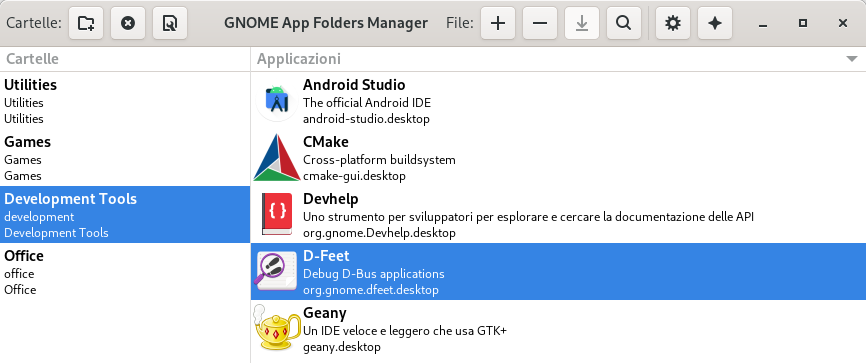 Cartelle:
GNOME App Folders Manager
File:
Cartelle
Applicazioni
Utilities
Utilities
Utilities
Games
Games
Games
Development Tools
development
Development Tools
Office
office
Office
Android Studio
The official Android IDE
android-studio.desktop
CMake
Cross-platform buildsystem
cmake-gui.desktop
Devhelp
Uno strumento per sviluppatori per esplorare e cercare la documentazione delle API
org.gnome.Devhelp.desktop
D-Feet
Debug D-Bus applications
org.gnome.dfeet.desktop
Geany
Un IDE veloce e leggero che usa GTK+
geany.desktop